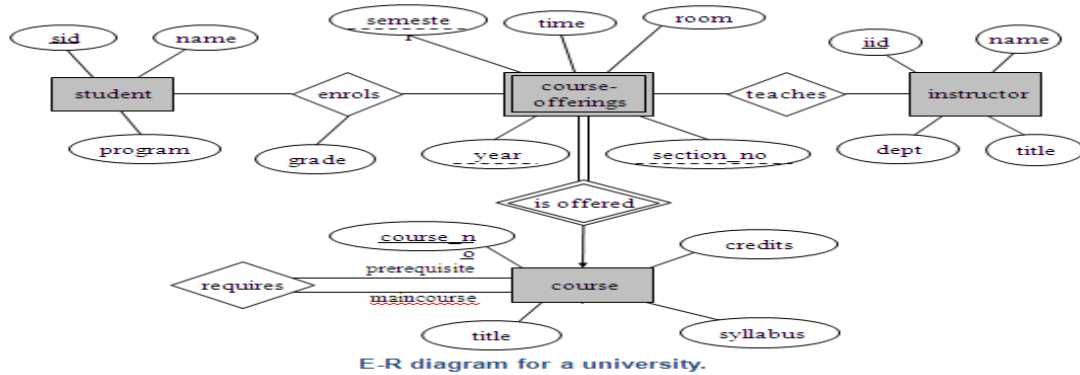 semeste
r
time
room
sid
name
iid
name
student
enrols
course-
offerings
teaches
instructor
program
grade
year
section_no
dept
title
is offered
course_n
o
credits
prerequisite
requires
course
maincourse
title
syllabus
E-R diagram for a university.